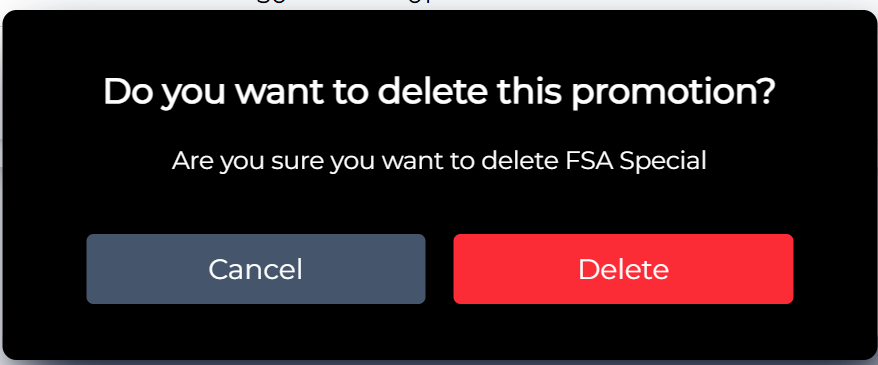 Do you want to delete this promotion?
Are you sure you want to delete FSA Special
Cancel
Delete